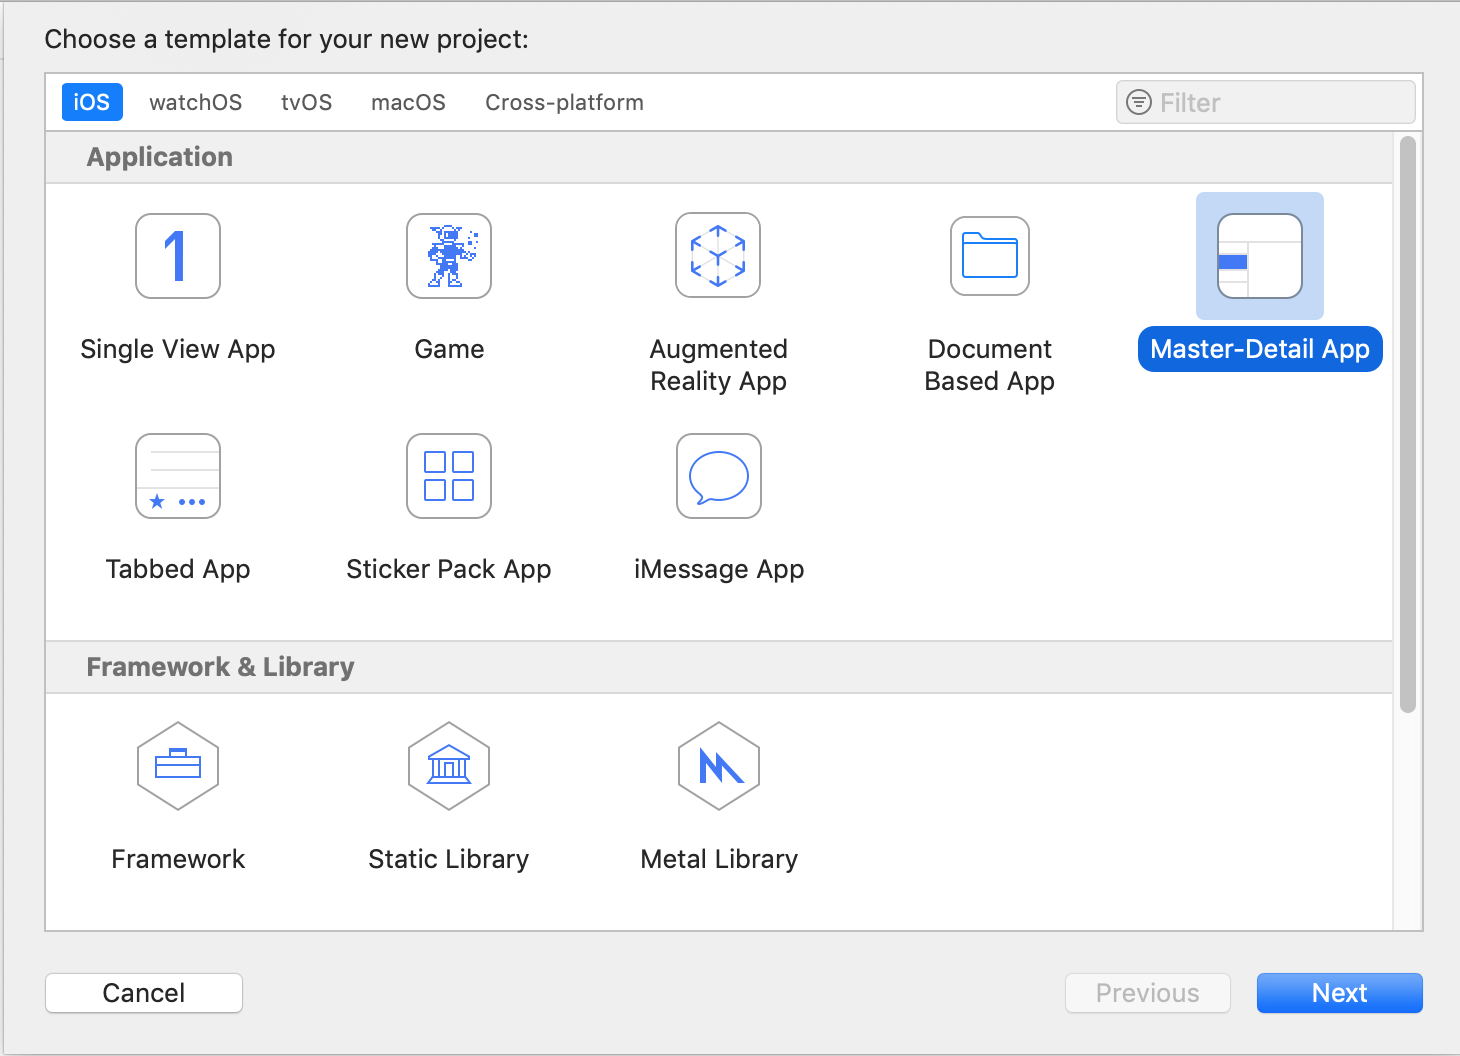 Choose a template for your new project:
iOS watchOS tvOS macOS Cross-platform Filter
Application
1
Single View App Game Augmented Document Master-Detail App
Reality App Based App
Tabbed App Sticker Pack App iMessage App
Framework & Library
Framework Static Library Metal Library
Cancel Previous Next